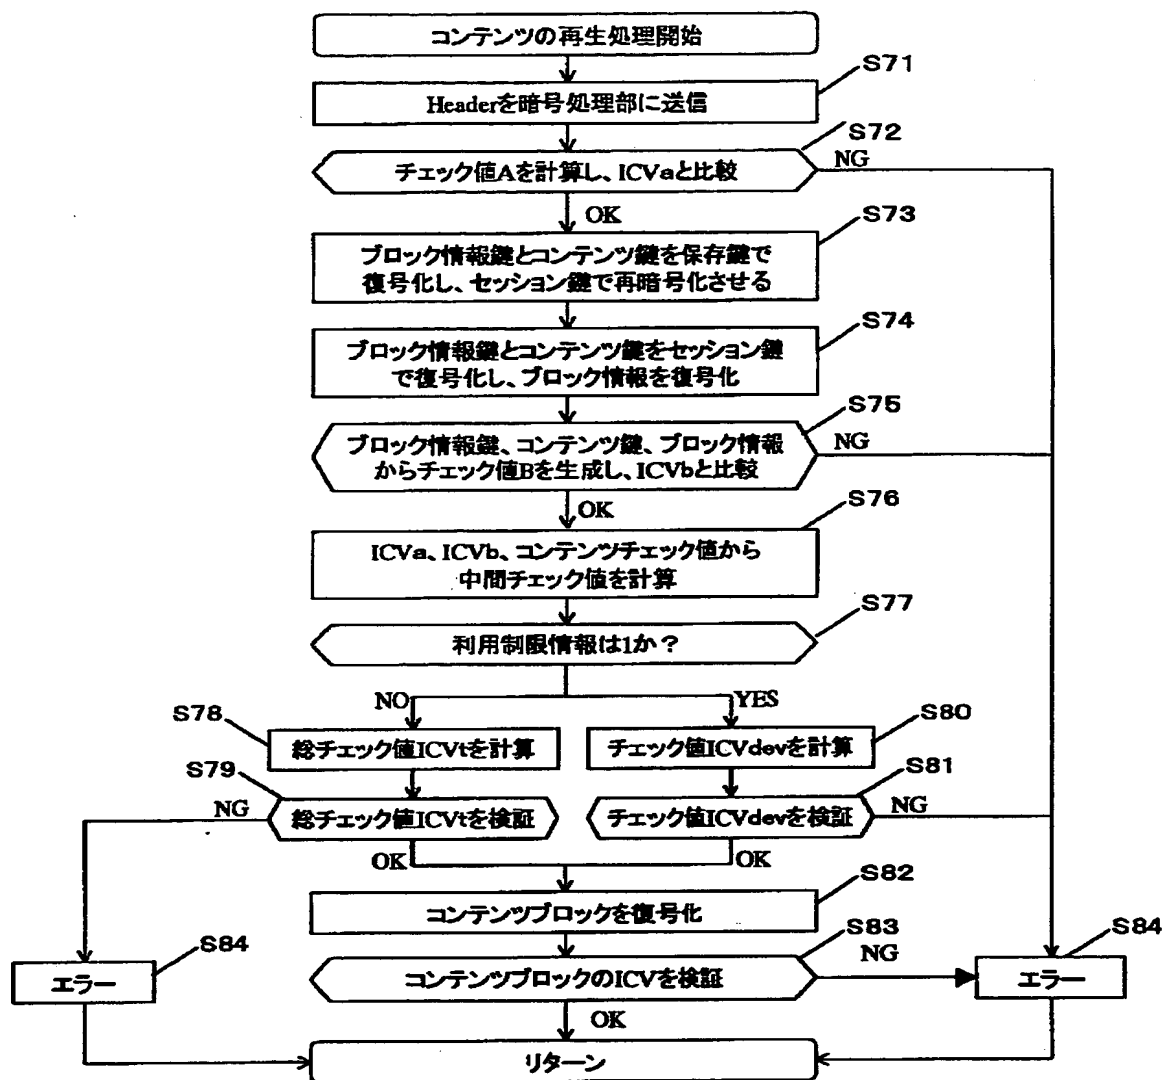 コンテンツの再生処理開始
S71
Headerを暗号処理部に送信
S72
チェック値Aを計算し、ICVaと比較
NG
OK
S73
ブロック情報鍵とコンテンツ鍵を保存鍵で
復号化し、セッション鍵で再暗号化させる
S74
ブロック情報鍵とコンテンツ鍵をセッション鍵
で復号化し、ブロック情報を復号化
S75
ブロック情報鍵、コンテンツ鍵、ブロック情報
からチェック値Bを生成し、ICVbと比較
NG
OK
S76
ICVa、ICVb、コンテンツチェック値から
中間チェック値を計算
S77
利用制限情報は1か？
NO
YES
S78
総チェック値ICVtを計算
S80
チェック値ICVdevを計算
S79
NG
総チェック値ICVtを検証
S81
チェック値ICVdevを検証
NG
OK
OK
S82
コンテンツブロックを復号化
S83
コンテンツブロックのICVを検証
NG
S84
エラー
S84
エラー
OK
リターン